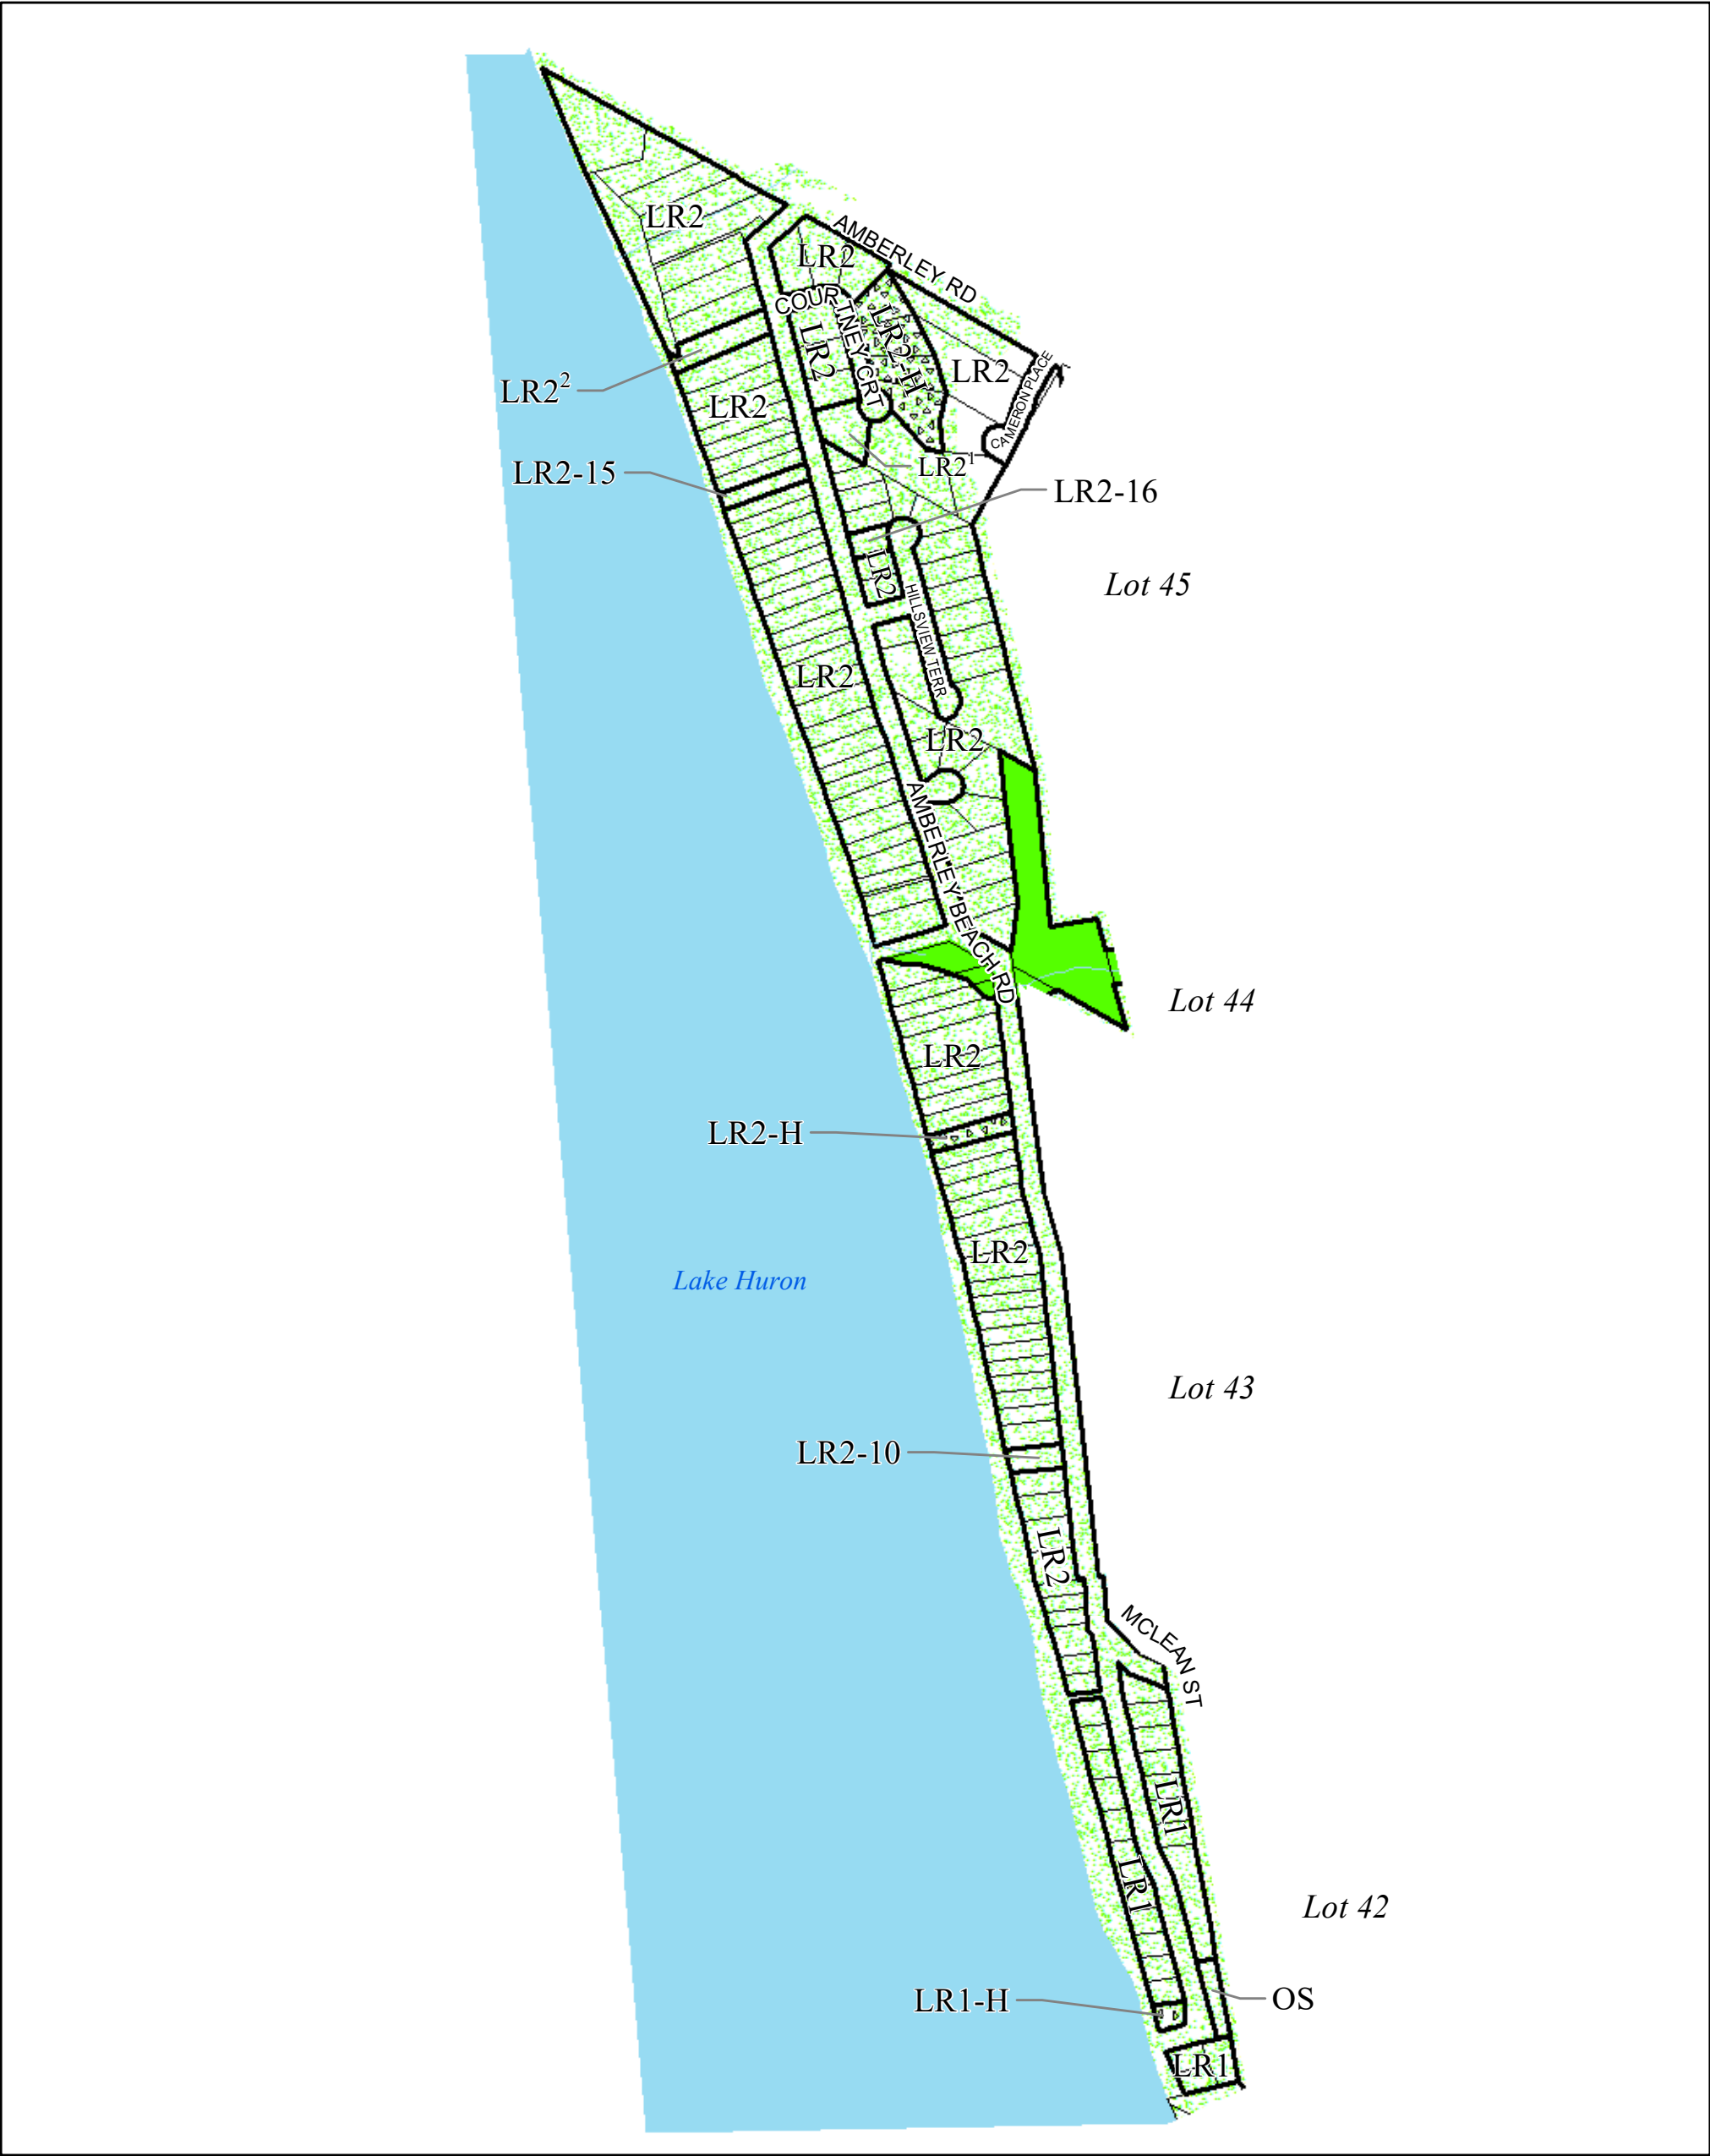 LR2
AMBERLEY RD
LR2
COURTNEY CRT
LR2-H
LR2
LR2
CAMERON PLACE
LR2²
LR2
LR2¹
LR2-15
LR2-16
LR2
Lot 45
HILLSVIEW TERR
LR2
LR2
AMBERLEY BEACH RD
Lot 44
LR2
LR2-H
LR2
Lake Huron
Lot 43
LR2-10
LR2
MCLEAN ST
LR1
LR1
Lot 42
LR1-H
OS
LR1